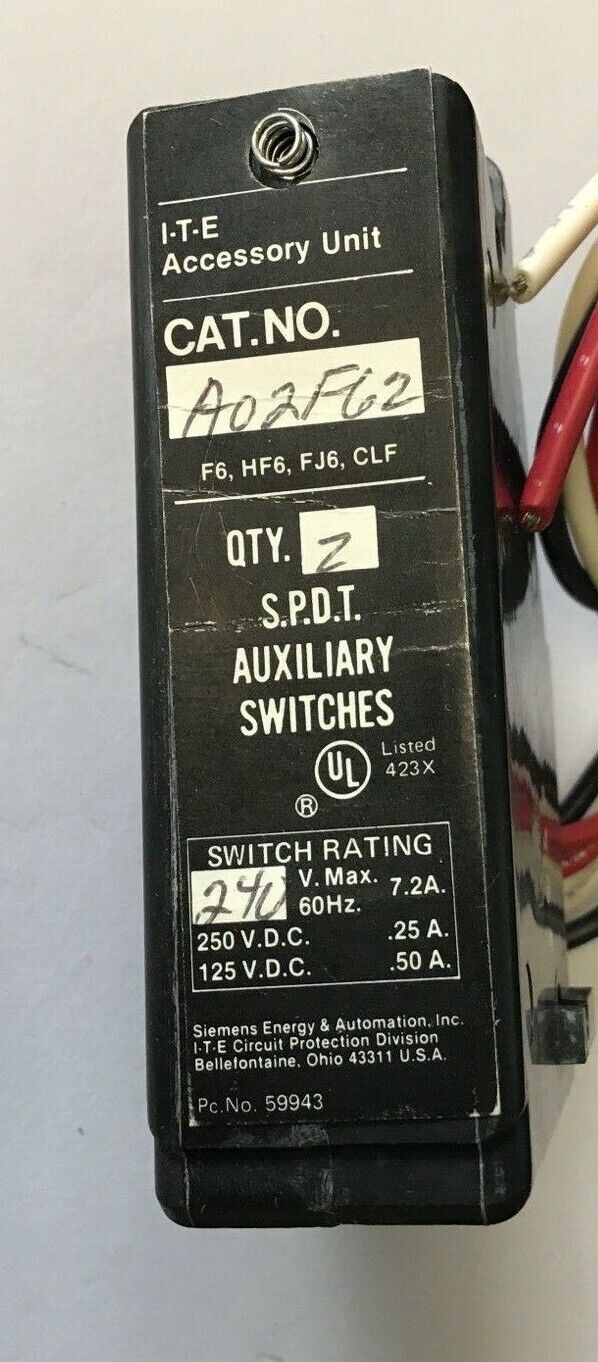 I-T-E
Accessory Unit
CAT.NO.
A02F62
F6, HF6, FJ6, CLF
QTY. 2
S.P.D.T.
AUXILIARY
SWITCHES
UL Listed
423X
®
SWITCH RATING
240 V. Max. 7.2A.
60Hz.
250 V.D.C. .25 A.
125 V.D.C. .50 A.
Siemens Energy & Automation, Inc.
I-T-E Circuit Protection Division
Bellefontaine, Ohio 43311 U.S.A.
Pc. No. 59943